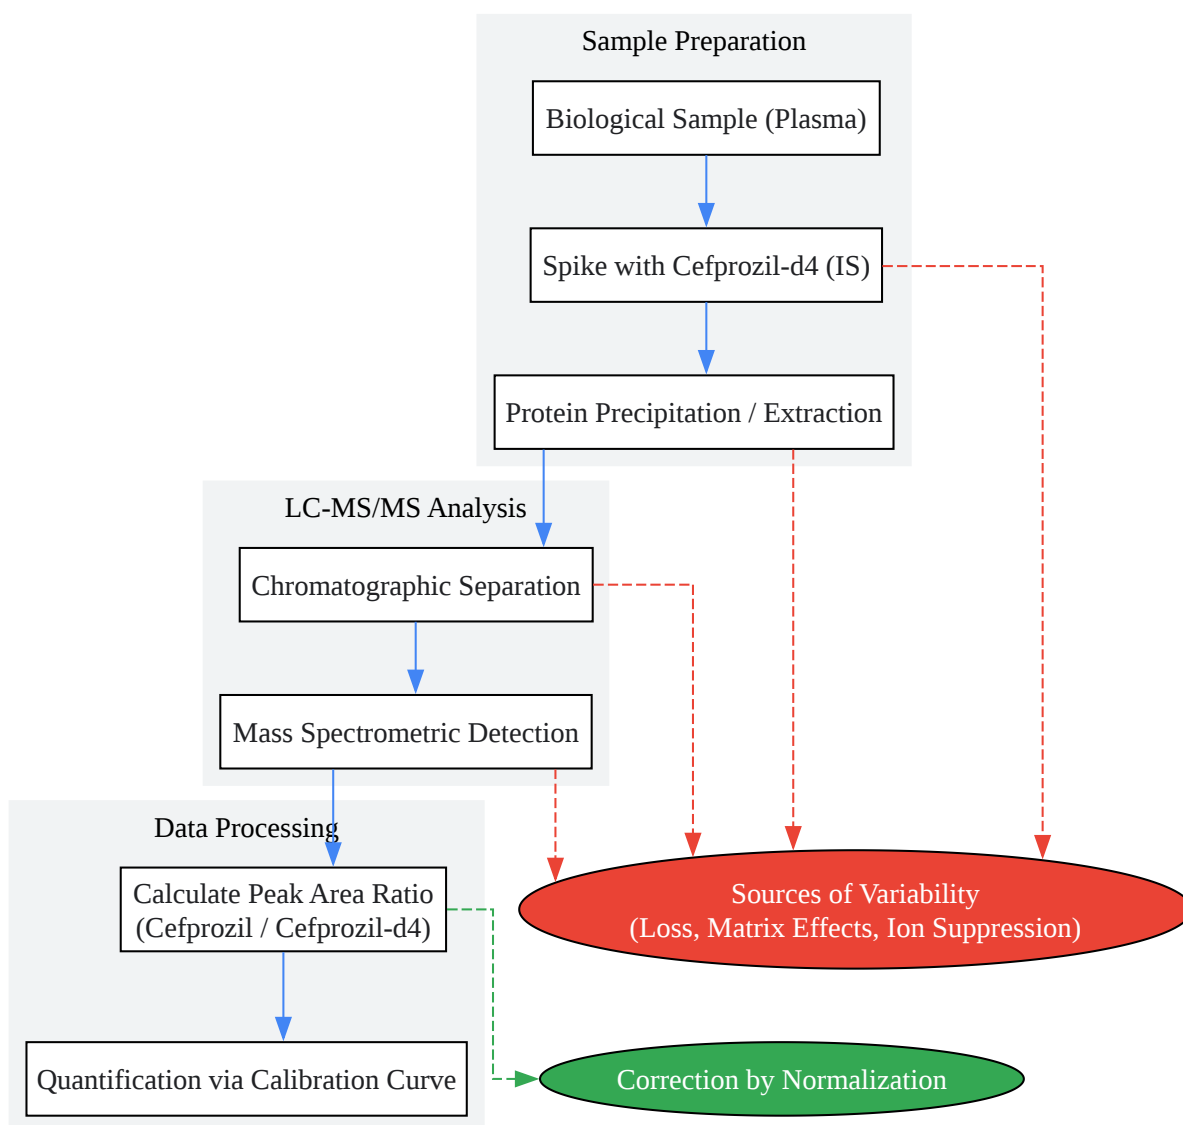 Sample Preparation
Biological Sample (Plasma)
Spike with Cefprozil-d4 (IS)
Protein Precipitation / Extraction
LC-MS/MS Analysis
Chromatographic Separation
Mass Spectrometric Detection
Data Processing
Calculate Peak Area Ratio
(Cefprozil / Cefprozil-d4)
Sources of Variability
(Loss, Matrix Effects, Ion Suppression)
Quantification via Calibration Curve
Correction by Normalization